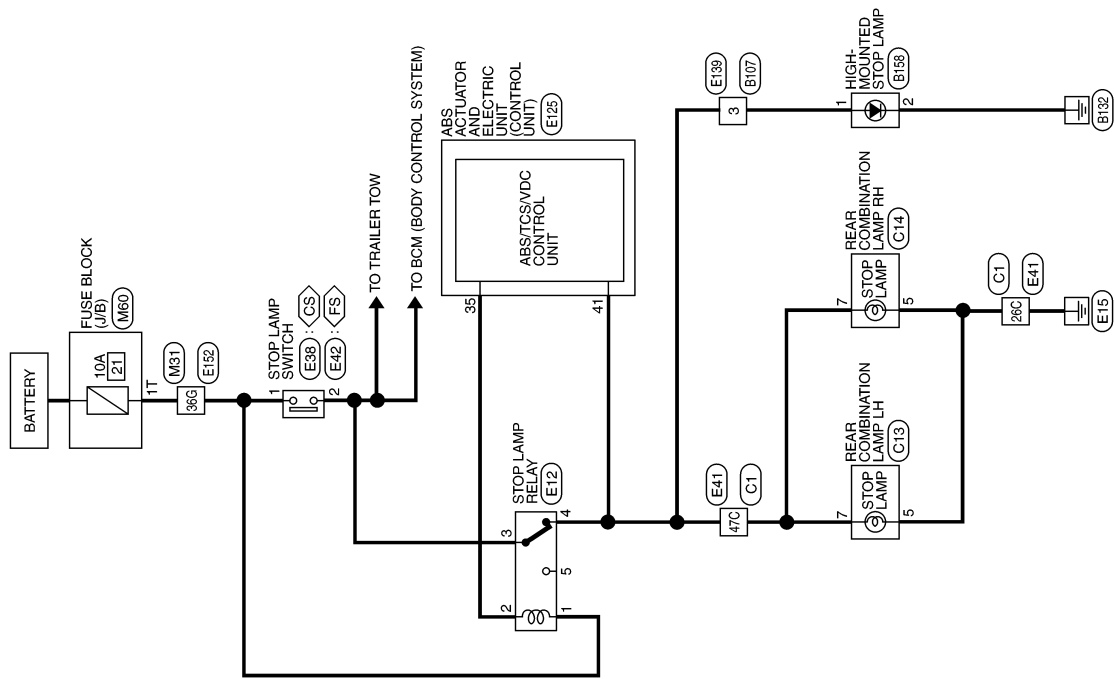 BATTERY
FUSE BLOCK
(J/B)
M60
10A
21
1T
M31
36G
E152
STOP LAMP
SWITCH
E38 : CS
E42 : FS
1
2
TO TRAILER TOW
TO BCM (BODY CONTROL SYSTEM)
ABS
ACTUATOR
AND
ELECTRIC
UNIT
(CONTROL
UNIT)
E125
ABS/TCS/VDC
CONTROL
UNIT
35
41
STOP LAMP
RELAY
E12
2
3
1
5
4
E41
47C
C1
E139
3
B107
REAR
COMBINATION
LAMP LH
C13
7
STOP
LAMP
5
REAR
COMBINATION
LAMP RH
C14
7
STOP
LAMP
5
HIGH-
MOUNTED
STOP LAMP
B158
1
2
C1
26C
E41
E15
B132